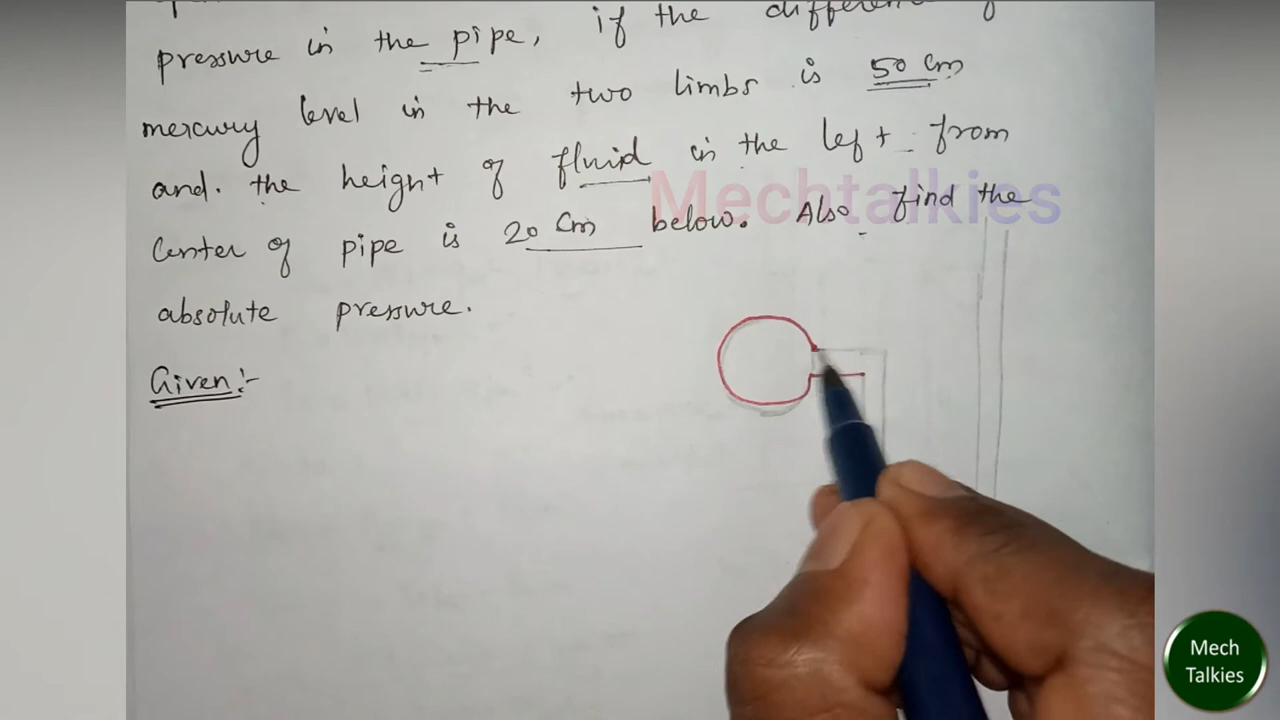 pressure in the pipe, if the difference of
mercury level in the two limbs is 50 cm
and. the height of fluid in the left from
center of pipe is 20 cm below. Also find the
absolute pressure.
Given:-
Mechtalkies
Mech
Talkies